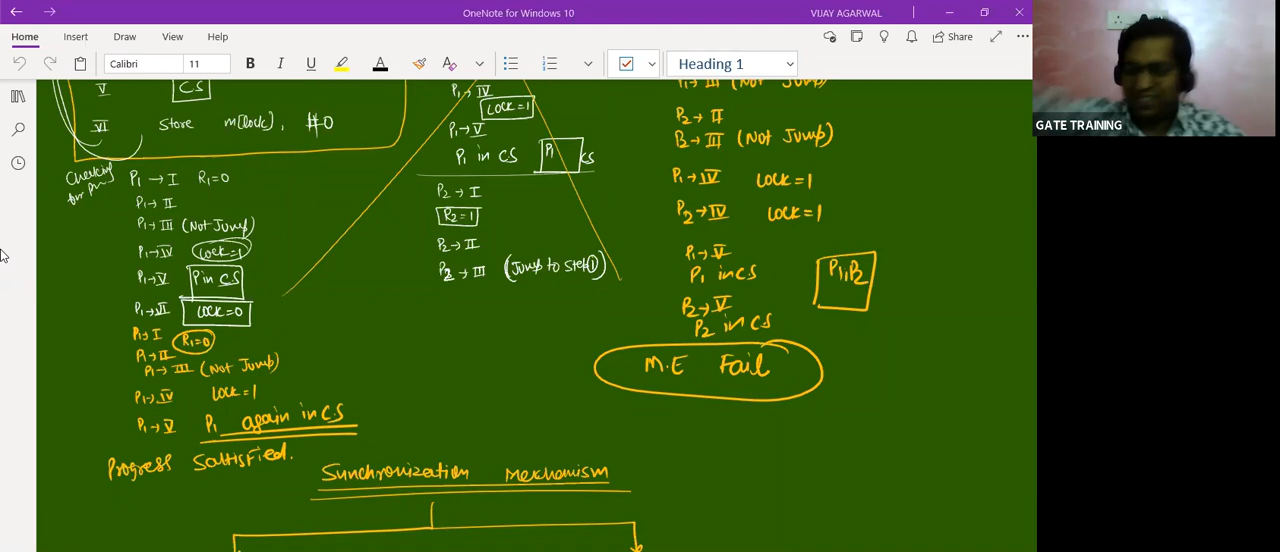 OneNote for Windows 10
VIJAY AGARWAL
Home Insert Draw View Help
Share
Calibri 11 B I U A Heading 1
V CS
VI Store m[lock], #0
Checking for
P1→I R1=0
P1→II
P1→III (Not Jump)
P1→IV Lock=1
P1→V P in CS
P1→VI Lock=0
P1→I R1=0
P1→II
P1→III (Not Jump)
P1→IV Lock=1
P1→V P1 again in C.S
Progress Satisfied.
P1→IV
Lock=1
P1→V
P1 in CS P1 CS
P2→I
R2=1
P2→II
P2→III (Jump to Step 1)
P1→III (Not Jump)
P2→II
P2→III (Not Jump)
P1→IV Lock=1
P2→IV Lock=1
P1→V
P1 in CS
P1,P2
P2→V
P2 in CS
M.E Fail
Synchronization mechanism
GATE TRAINING